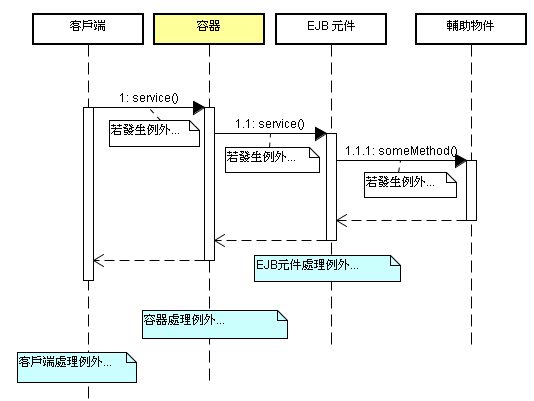 客戶端
容器
EJB 元件
輔助物件
1: service()
若發生例外...
1.1: service()
若發生例外...
1.1.1: someMethod()
若發生例外...
EJB元件處理例外...
容器處理例外...
客戶端處理例外...